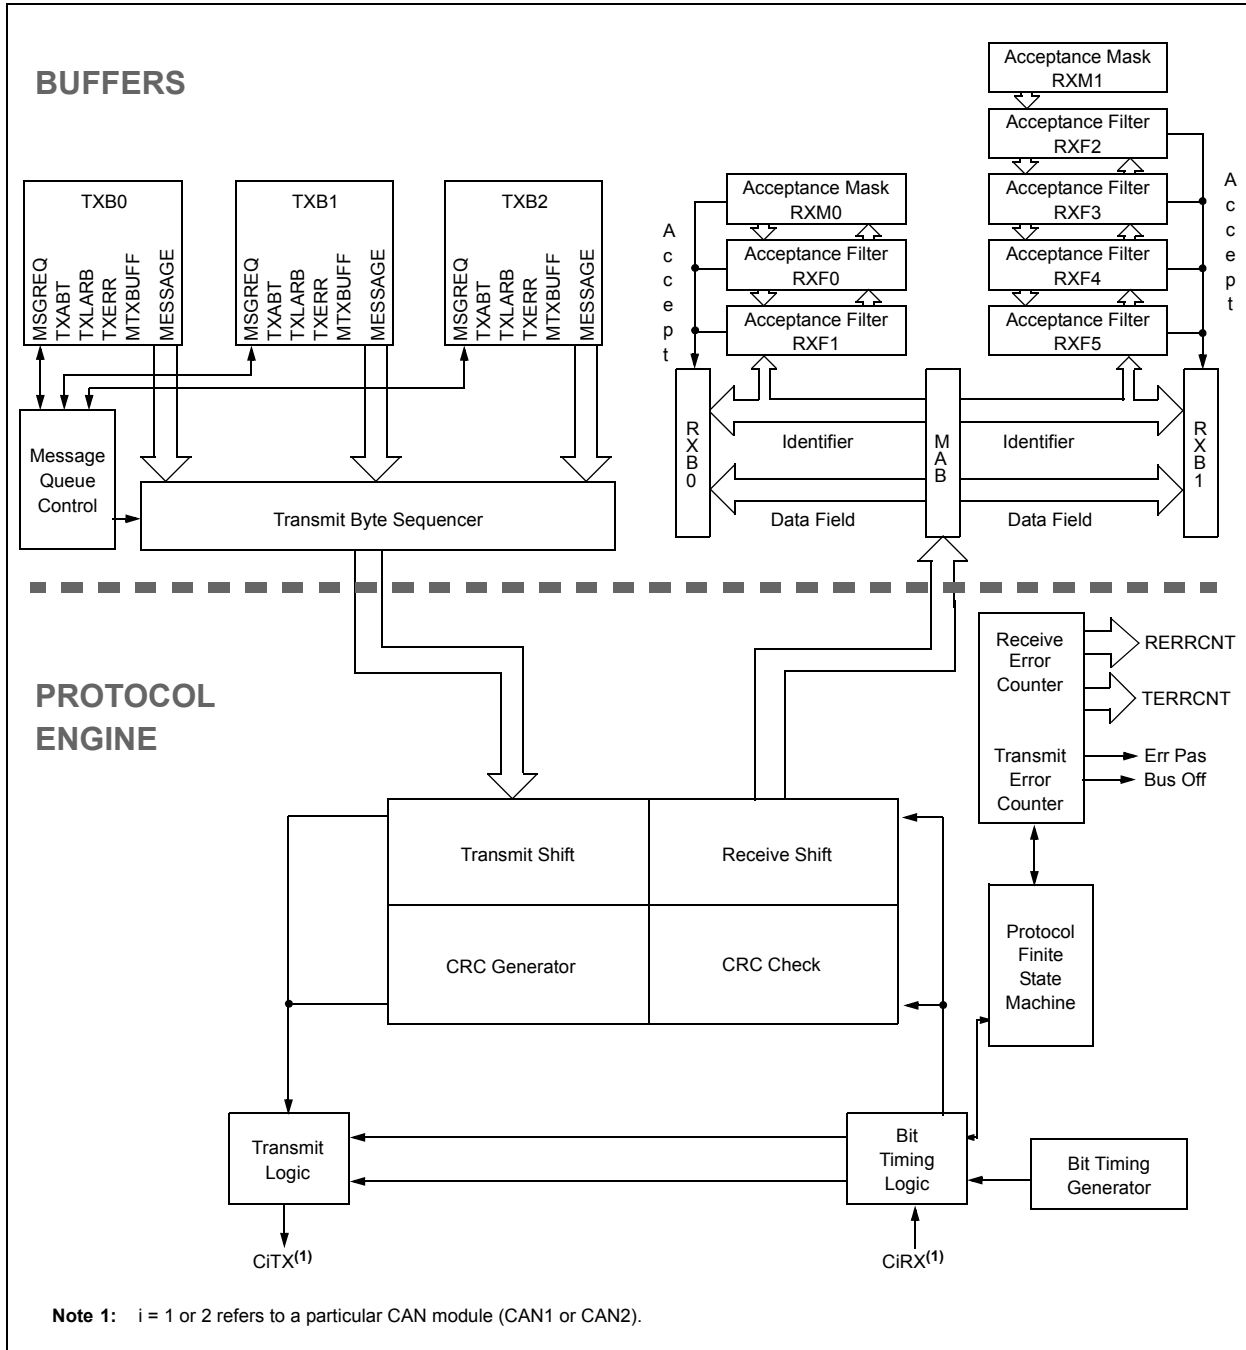 BUFFERS
Acceptance Mask
RXM1
Acceptance Filter
RXF2
Acceptance Filter
RXF3
Acceptance Filter
RXF4
Acceptance Filter
RXF5
Accept
Acceptance Mask
RXM0
Acceptance Filter
RXF0
Acceptance Filter
RXF1
Accept
TXB0
MSGREQ
TXABT
TXLARB
TXERR
MTXBUFF
MESSAGE
TXB1
MSGREQ
TXABT
TXLARB
TXERR
MTXBUFF
MESSAGE
TXB2
MSGREQ
TXABT
TXLARB
TXERR
MTXBUFF
MESSAGE
Message
Queue
Control
Transmit Byte Sequencer
RXB0
Identifier
Data Field
MAB
Identifier
Data Field
RXB1
PROTOCOL
ENGINE
Receive
Error
Counter
Transmit
Error
Counter
RERRCNT
TERRCNT
Err Pas
Bus Off
Transmit Shift
Receive Shift
CRC Generator
CRC Check
Protocol
Finite
State
Machine
Transmit
Logic
Bit
Timing
Logic
Bit Timing
Generator
CiTX(1)
CiRX(1)
Note 1: i = 1 or 2 refers to a particular CAN module (CAN1 or CAN2).